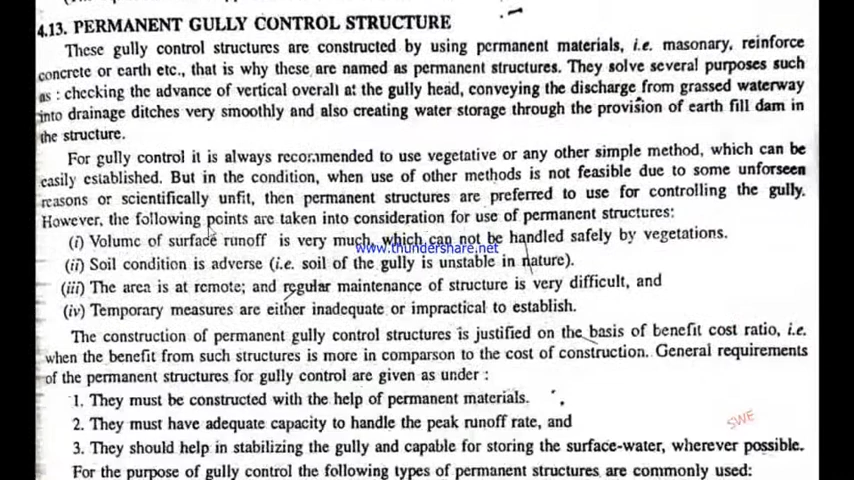 4.13. PERMANENT GULLY CONTROL STRUCTURE
These gully control structures are constructed by using permanent materials, i.e. masonary, reinforce
concrete or earth etc., that is why these are named as permanent structures. They solve several purposes such
as : checking the advance of vertical overall at the gully head, conveying the discharge from grassed waterway
into drainage ditches very smoothly and also creating water storage through the provision of earth fill dam in
the structure.
For gully control it is always recommended to use vegetative or any other simple method, which can be
easily established. But in the condition, when use of other methods is not feasible due to some unforseen
reasons or scientifically unfit, then permanent structures are preferred to use for controlling the gully.
However, the following points are taken into consideration for use of permanent structures:
(i) Volume of surface runoff is very much, which can not be handled safely by vegetations.
www.thundershare.net
(ii) Soil condition is adverse (i.e. soil of the gully is unstable in nature).
(iii) The area is at remote; and regular maintenance of structure is very difficult, and
(iv) Temporary measures are either inadequate or impractical to establish.
The construction of permanent gully control structures is justified on the basis of benefit cost ratio, i.e.
when the benefit from such structures is more in comparson to the cost of construction. General requirements
of the permanent structures for gully control are given as under :
1. They must be constructed with the help of permanent materials.
2. They must have adequate capacity to handle the peak runoff rate, and
SWE
3. They should help in stabilizing the gully and capable for storing the surface-water, wherever possible.
For the purpose of gully control the following types of permanent structures are commonly used: